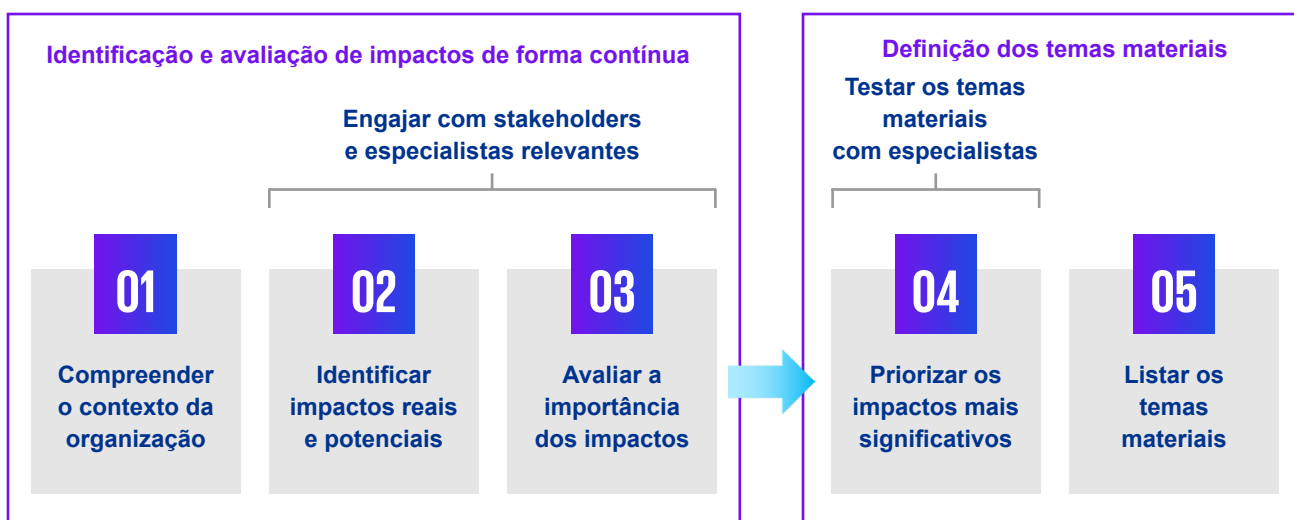 Identificação e avaliação de impactos de forma contínua
Engajar com stakeholders
e especialistas relevantes
01
Compreender
o contexto da
organização
02
Identificar
impactos reais
e potenciais
03
Avaliar a
importância
dos impactos
Definição dos temas materiais
Testar os temas
materiais
com especialistas
04
Priorizar os
impactos mais
significativos
05
Listar os
temas
materiais